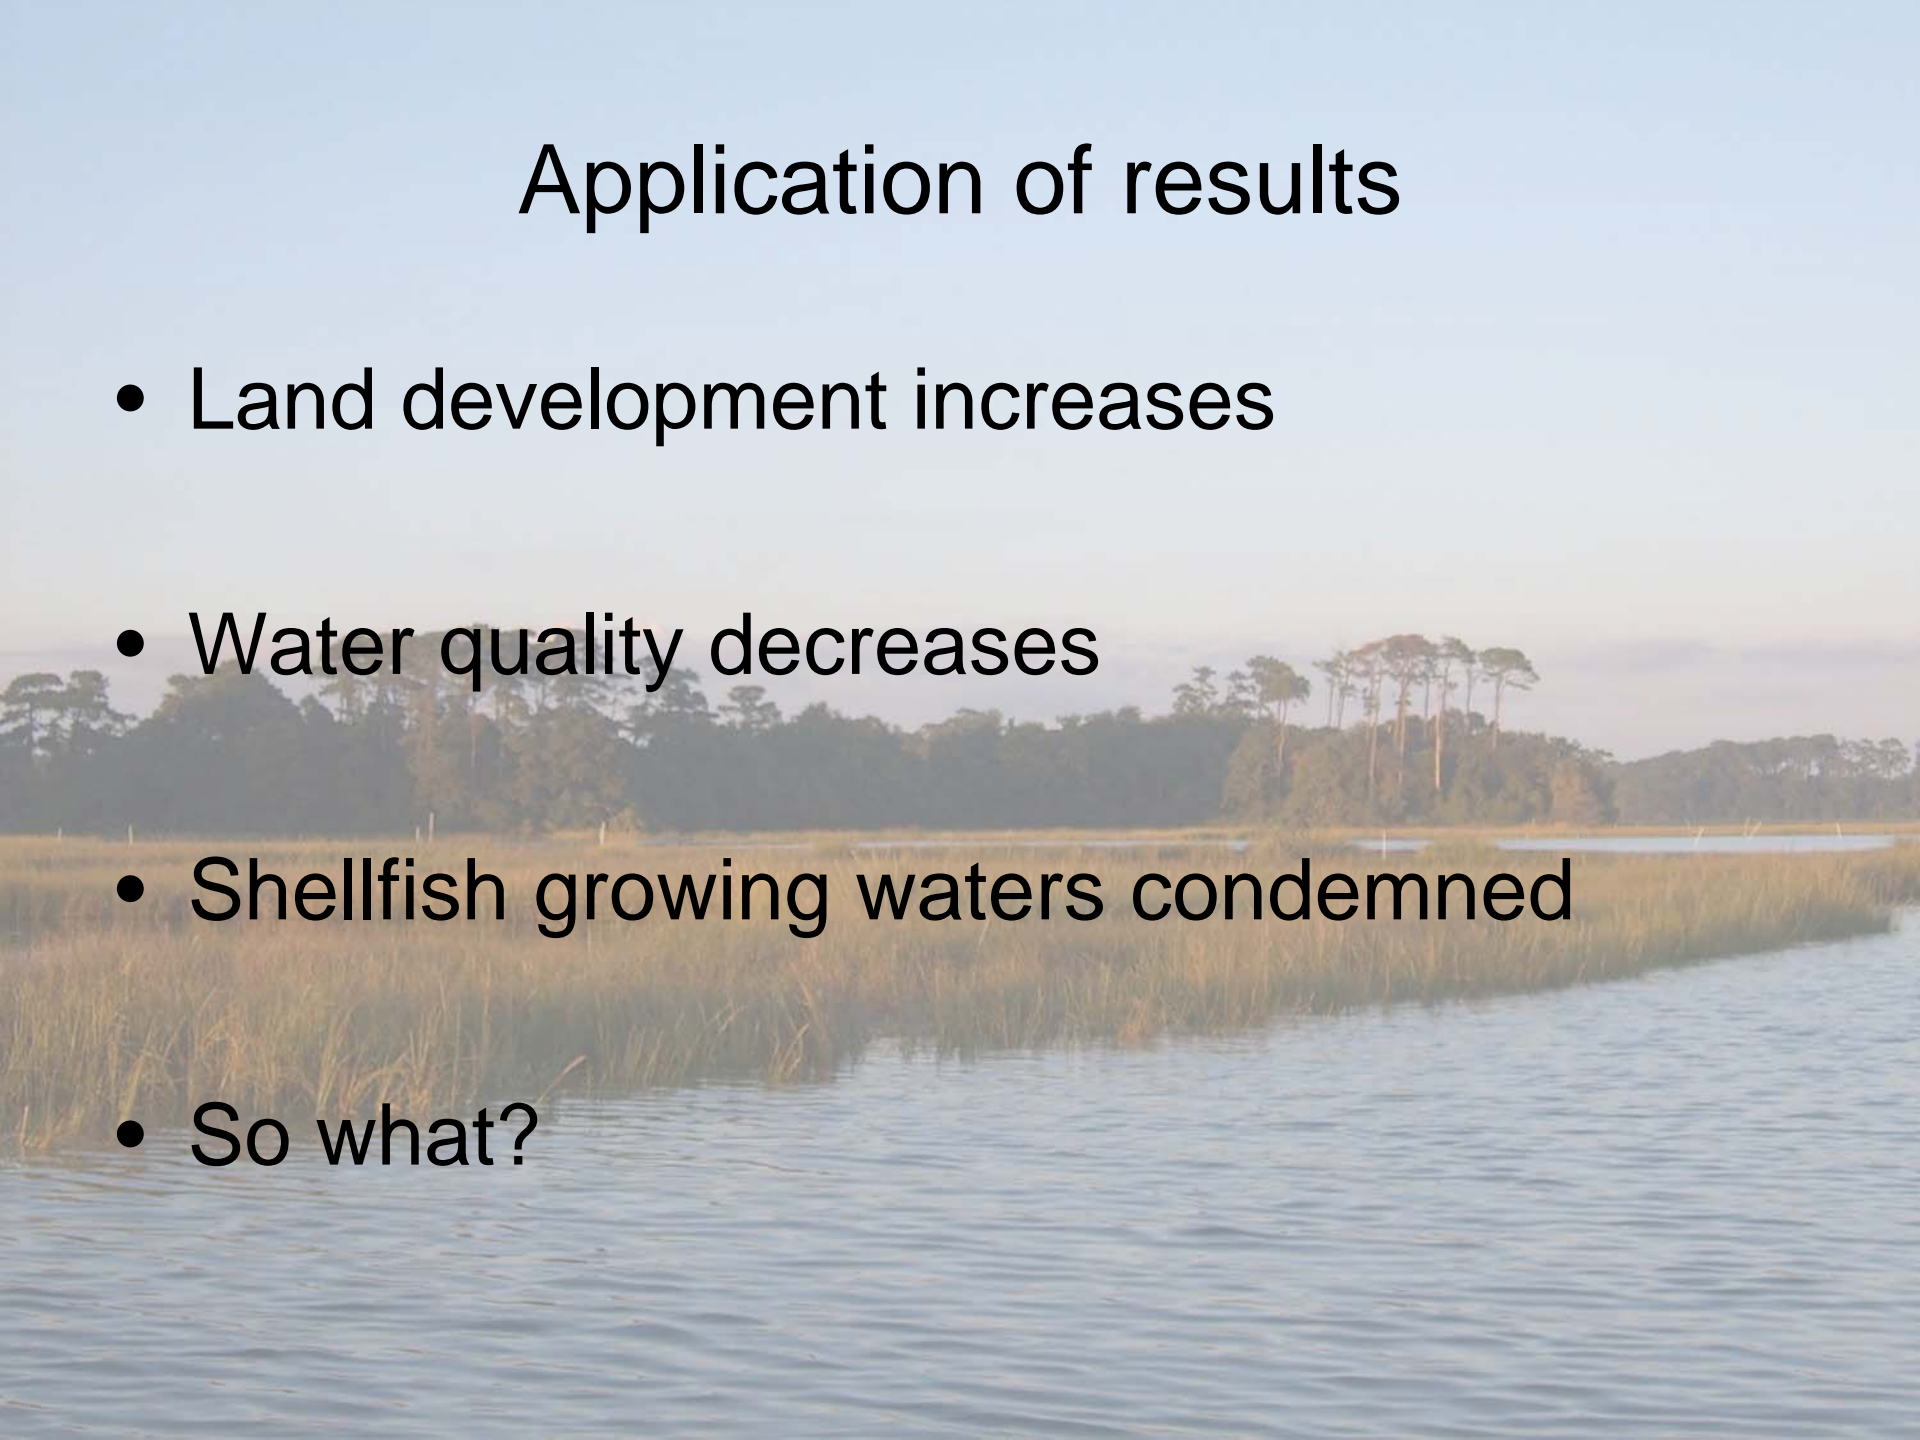 Application of results
• Land development increases
• Water quality decreases
• Shellfish growing waters condemned
• So what?